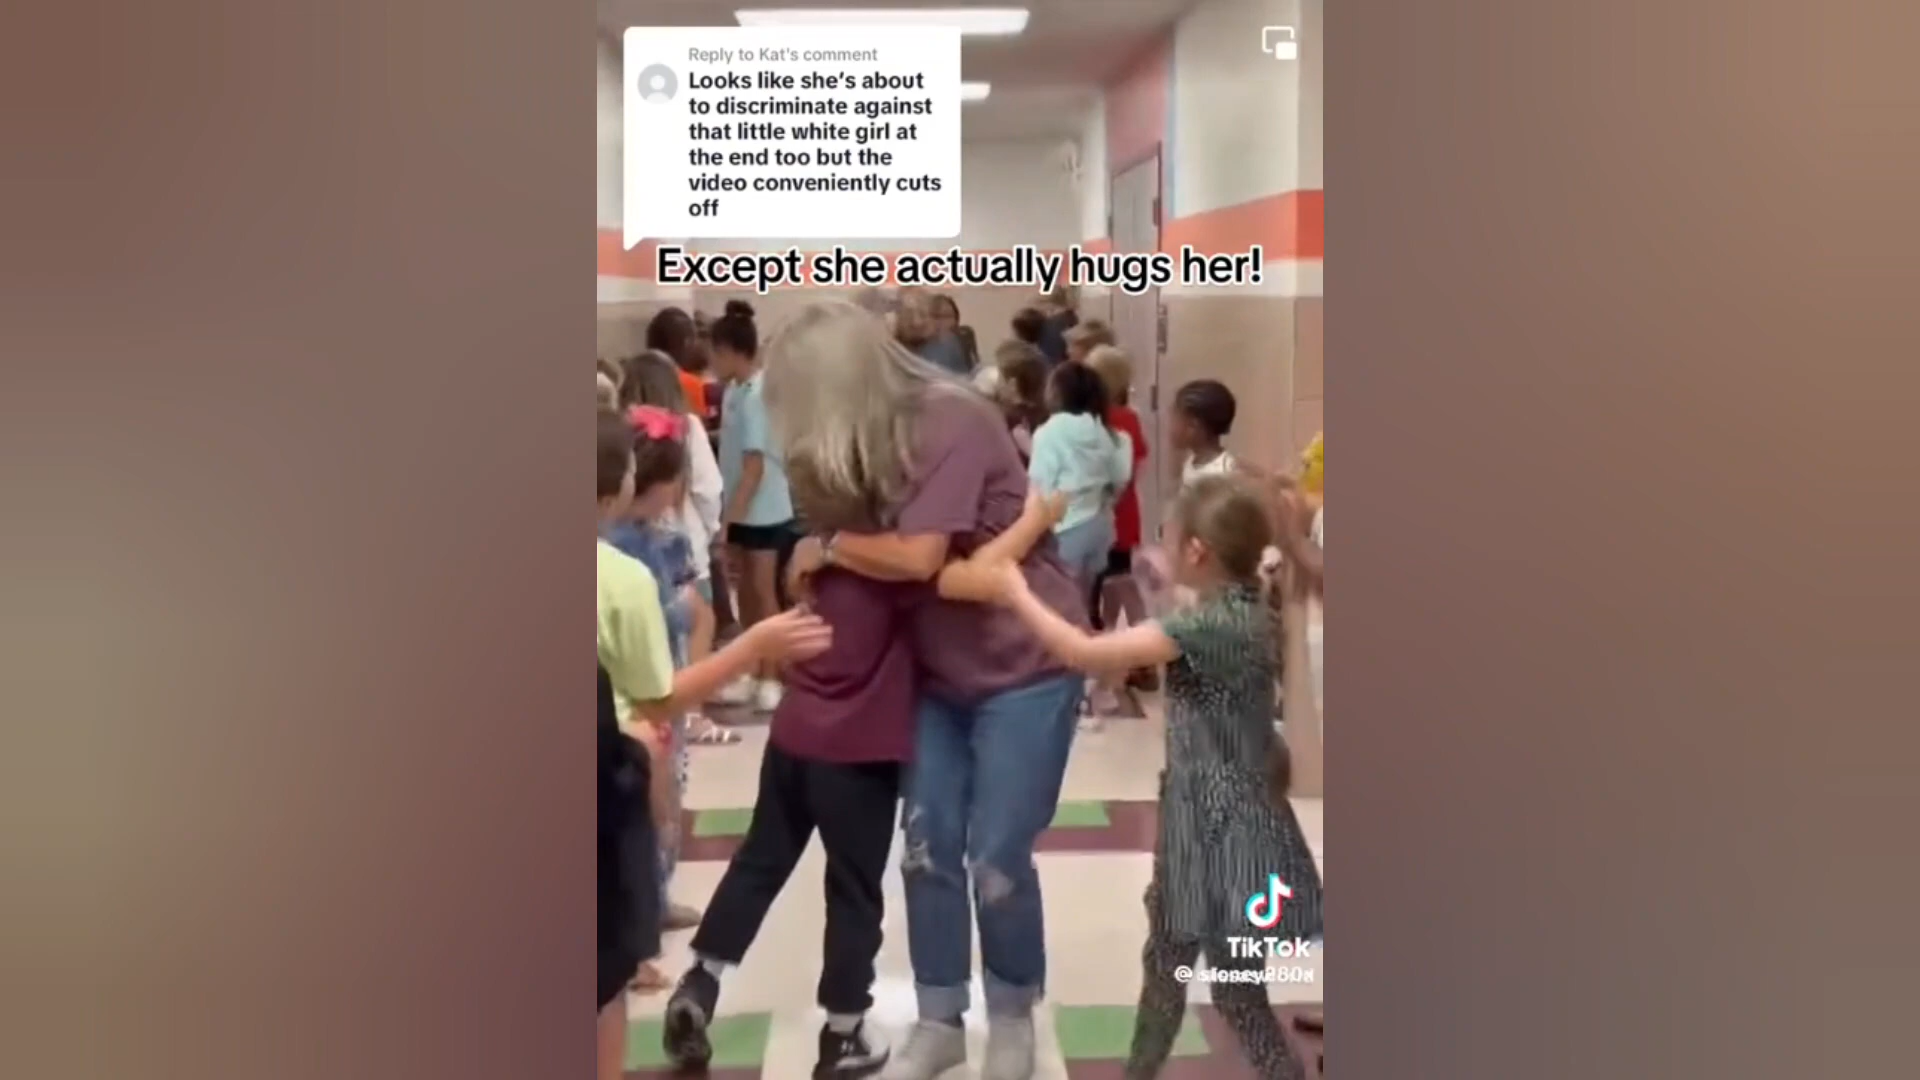 Reply to Kat's comment
Looks like she's about
to discriminate against
that little white girl at
the end too but the
video conveniently cuts
off
Except she actually hugs her!
TikTok